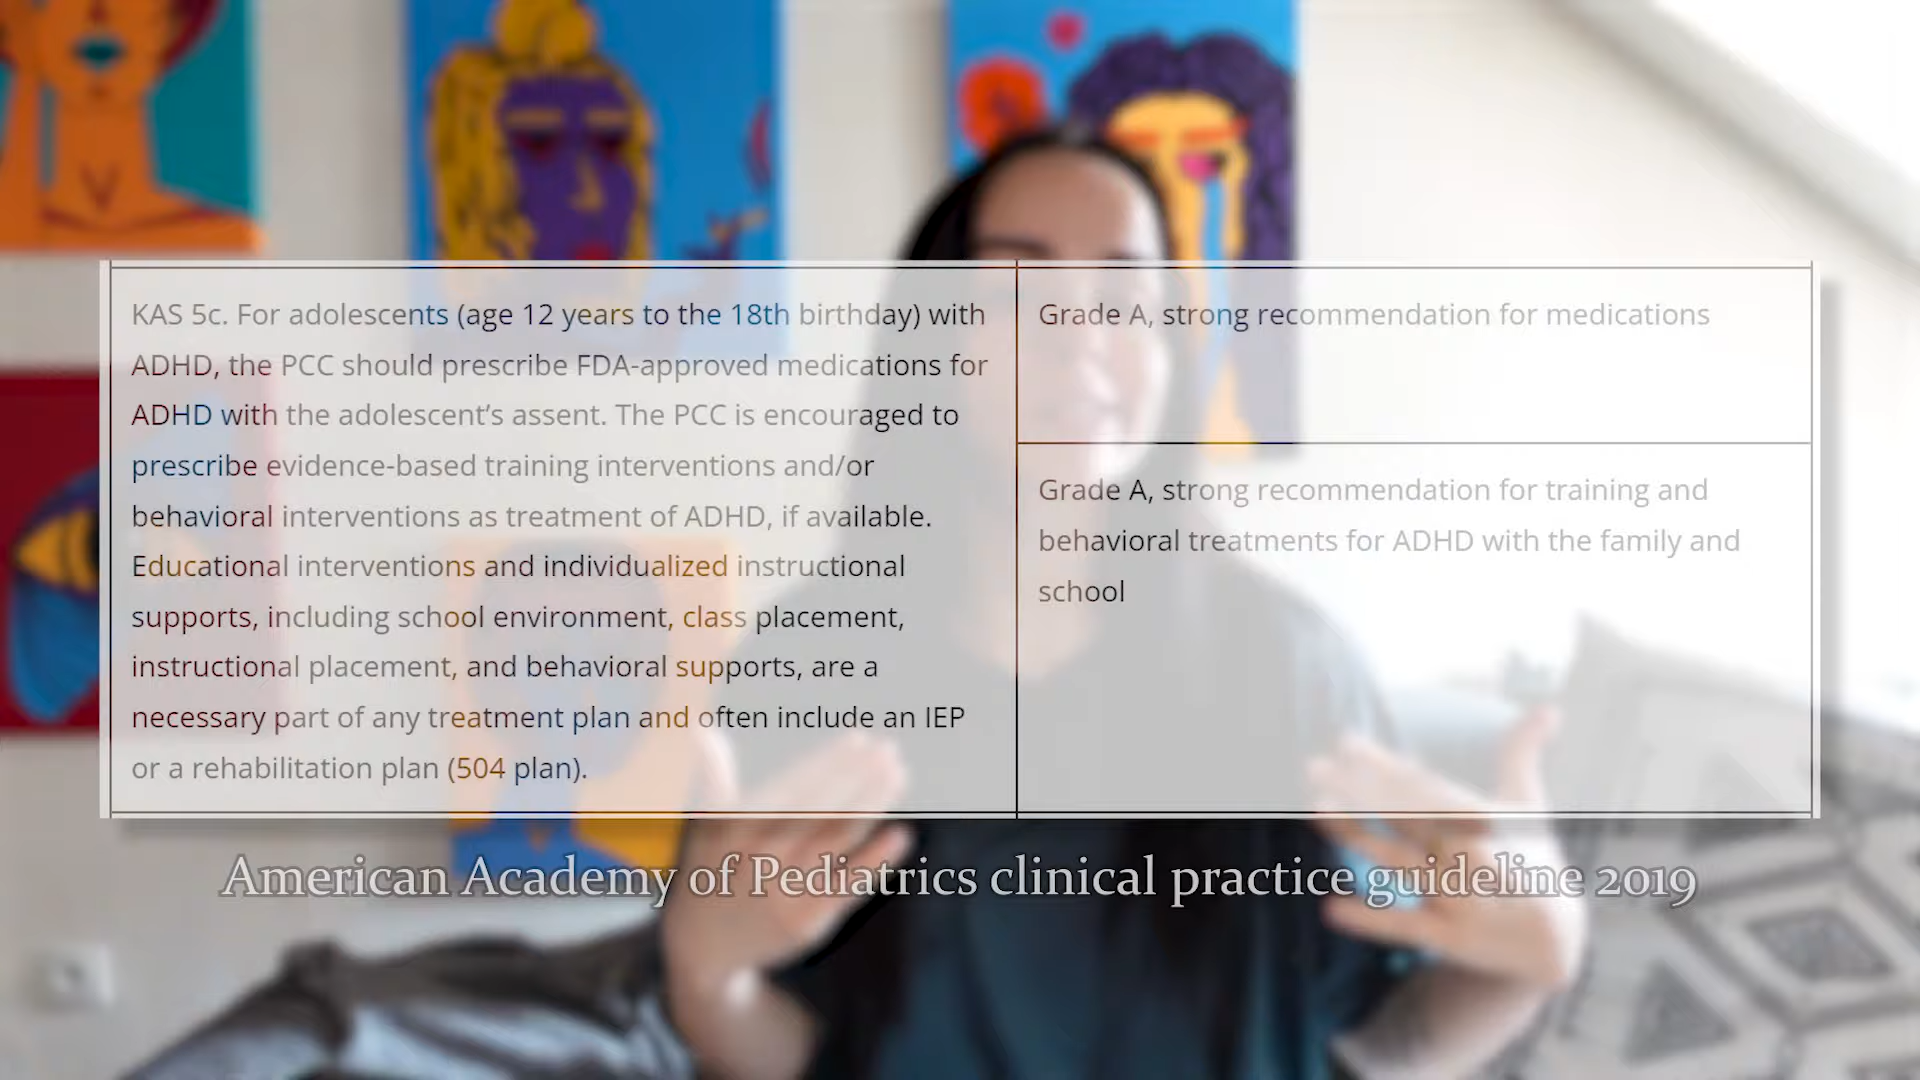 KAS 5c. For adolescents (age 12 years to the 18th birthday) with
ADHD, the PCC should prescribe FDA-approved medications for
ADHD with the adolescent’s assent. The PCC is encouraged to
prescribe evidence-based training interventions and/or
behavioral interventions as treatment of ADHD, if available.
Educational interventions and individualized instructional
supports, including school environment, class placement,
instructional placement, and behavioral supports, are a
necessary part of any treatment plan and often include an IEP
or a rehabilitation plan (504 plan).
Grade A, strong recommendation for medications
Grade A, strong recommendation for training and
behavioral treatments for ADHD with the family and
school
American Academy of Pediatrics clinical practice guideline 2019